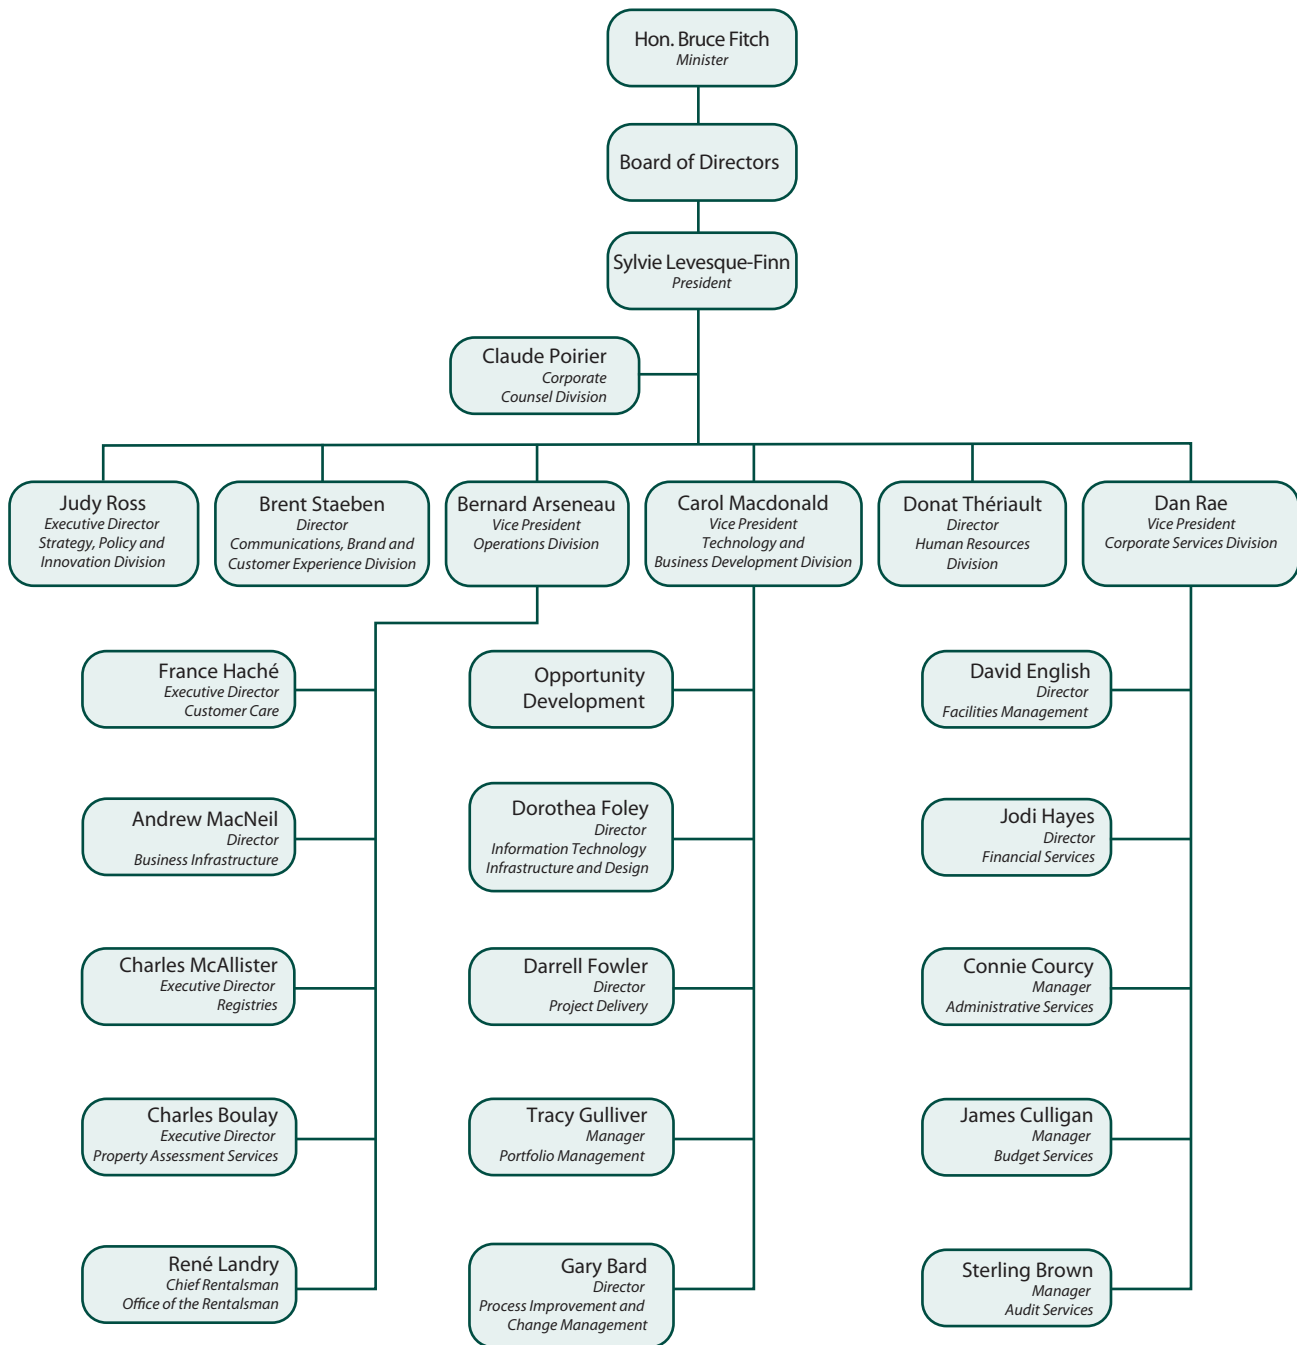 Hon. Bruce Fitch
Minister
Board of Directors
Sylvie Levesque-Finn
President
Claude Poirier
Corporate
Counsel Division
Judy Ross
Executive Director
Strategy, Policy and
Innovation Division
Brent Staeben
Director
Communications, Brand and
Customer Experience Division
Bernard Arseneau
Vice President
Operations Division
Carol Macdonald
Vice President
Technology and
Business Development Division
Donat Thériault
Director
Human Resources
Division
Dan Rae
Vice President
Corporate Services Division
France Haché
Executive Director
Customer Care
Opportunity
Development
David English
Director
Facilities Management
Andrew MacNeil
Director
Business Infrastructure
Dorothea Foley
Director
Information Technology
Infrastructure and Design
Jodi Hayes
Director
Financial Services
Charles McAllister
Executive Director
Registries
Darrell Fowler
Director
Project Delivery
Connie Courcy
Manager
Administrative Services
Charles Boulay
Executive Director
Property Assessment Services
Tracy Gulliver
Manager
Portfolio Management
James Culligan
Manager
Budget Services
René Landry
Chief Rentalsman
Office of the Rentalsman
Gary Bard
Director
Process Improvement and
Change Management
Sterling Brown
Manager
Audit Services